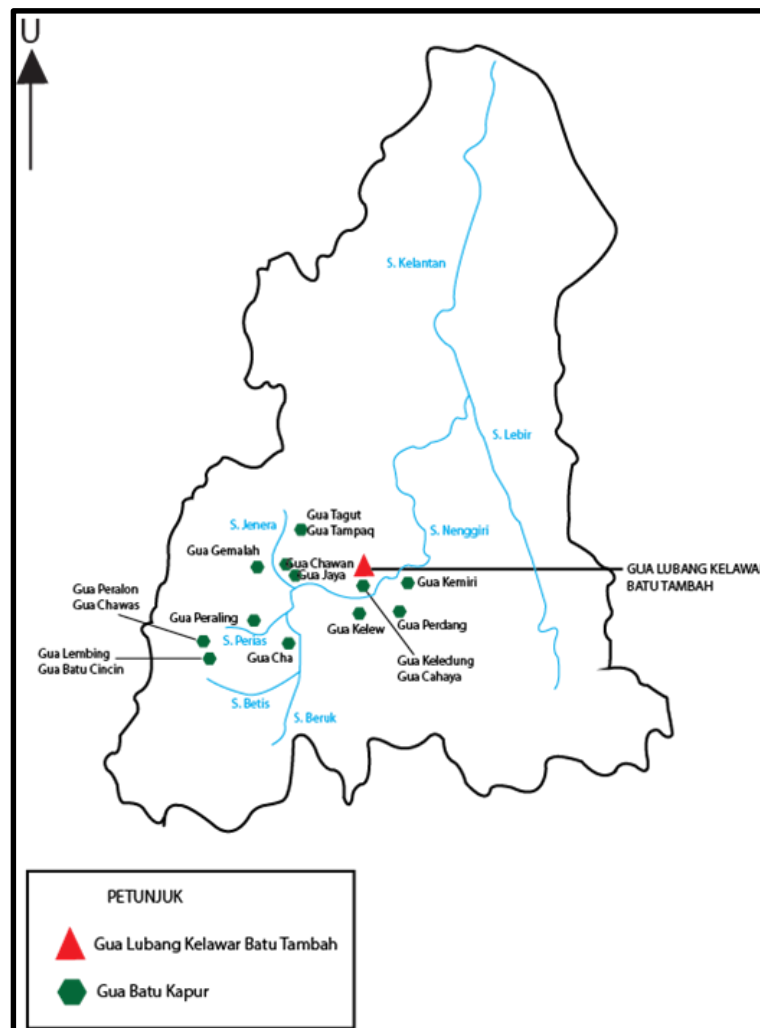 U
S. Kelantan
S. Lebir
S. Jenera
Gua Tagut
Gua Tampaq
S. Nenggiri
Gua Gemalah
Gua Chawan
Gua Jaya
GUA LUBANG KELAWAR
BATU TAMBAH
Gua Kemiri
Gua Peralon
Gua Chawas
Gua Peraling
Gua Kelew
Gua Perdang
S. Perias
Gua Cha
Gua Lembing
Gua Batu Cincin
Gua Keledung
Gua Cahaya
S. Betis
S. Beruk
PETUNJUK
Gua Lubang Kelawar Batu Tambah
Gua Batu Kapur